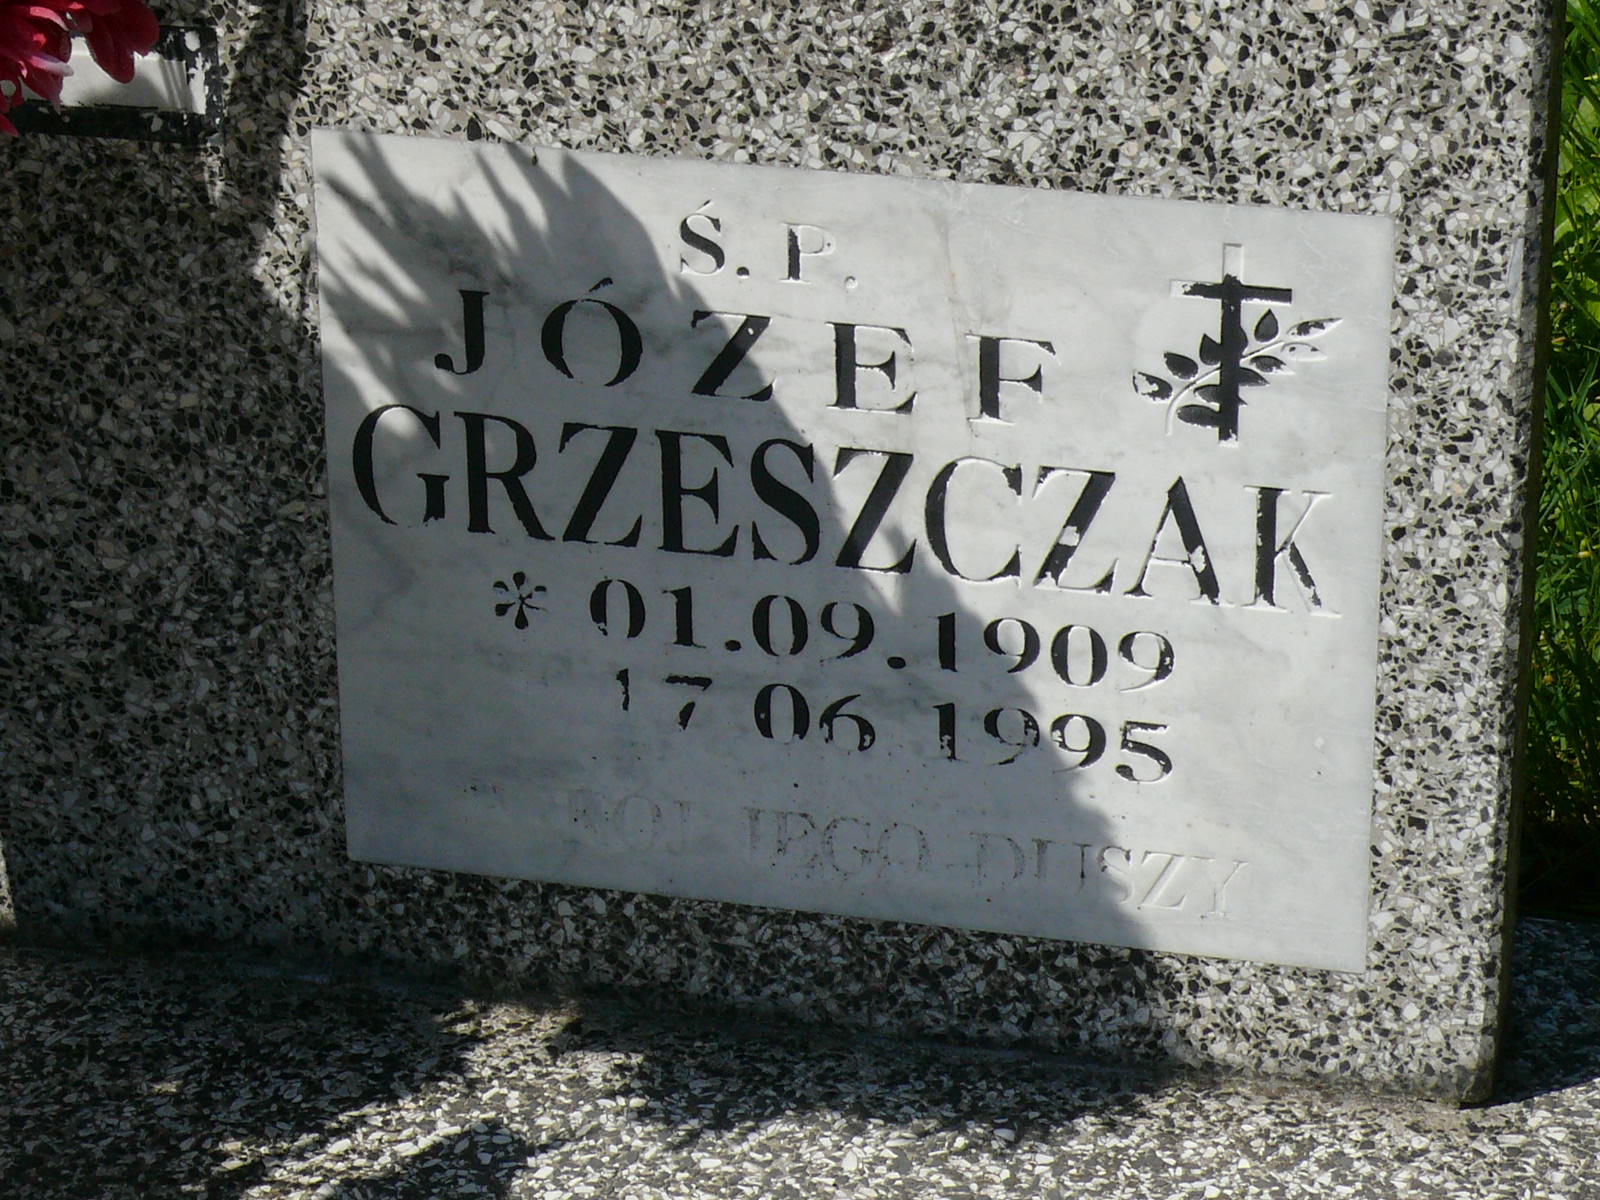 Ś. P.
JÓZEF
GRZESZCZAK
* 01.09.1909
17 06 1995
JEGO DUSZY